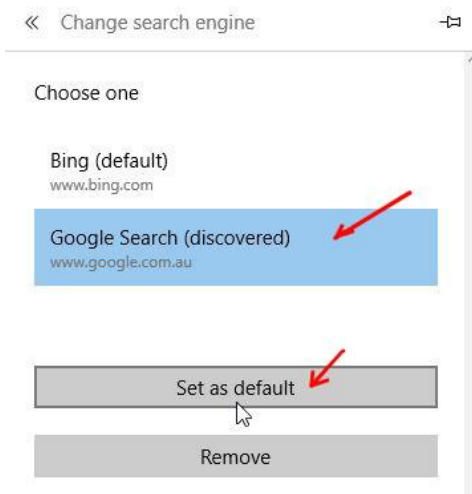 Change search engine
Choose one
Bing (default)
www.bing.com
Google Search (discovered)
www.google.com.au
Set as default
Remove